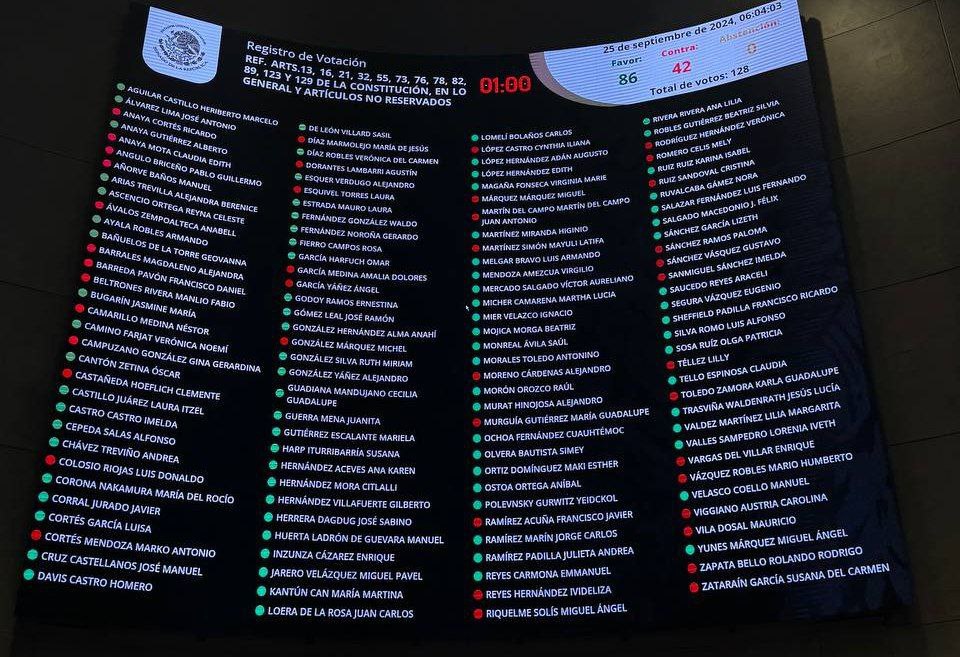 Registro de Votación
REF. ARTS.13, 16, 21, 32, 55, 73, 76, 78, 82,
89, 123 Y 129 DE LA CONSTITUCIÓN, EN LO
GENERAL Y ARTÍCULOS NO RESERVADOS
01:00
25 de septiembre de 2024, 06:04:03
Favor: Contra: Abstención:
86 42 0
Total de votos: 128
AGUILAR CASTILLO HERIBERTO MARCELO
ÁLVAREZ LIMA JOSÉ ANTONIO
ANAYA CORTÉS RICARDO
ANAYA GUTIÉRREZ ALBERTO
ANAYA MOTA CLAUDIA EDITH
ANGULO BRICEÑO PABLO GUILLERMO
AÑORVE BAÑOS MANUEL
ARIAS TREVILLA ALEJANDRA BERENICE
ASCENCIO ORTEGA REYNA CELESTE
ÁVALOS ZEMPOALTECA ANABELL
AYALA ROBLES ARMANDO
BAÑUELOS DE LA TORRE GEOVANNA
BARRALES MAGDALENO ALEJANDRA
BARREDA PAVÓN FRANCISCO DANIEL
BELTRONES RIVERA MANLIO FABIO
BUGARÍN JASMINE MARÍA
CAMARILLO MEDINA NÉSTOR
CAMINO FARJAT VERÓNICA NOEMÍ
CAMPUZANO GONZÁLEZ GINA GERARDINA
CANTÓN ZETINA ÓSCAR
CASTAÑEDA HOEFLICH CLEMENTE
CASTILLO JUÁREZ LAURA ITZEL
CASTRO CASTRO IMELDA
CEPEDA SALAS ALFONSO
CHÁVEZ TREVIÑO ANDREA
COLOSIO RIOJAS LUIS DONALDO
CORONA NAKAMURA MARÍA DEL ROCÍO
CORRAL JURADO JAVIER
CORTÉS GARCÍA LUISA
CORTÉS MENDOZA MARKO ANTONIO
CRUZ CASTELLANOS JOSÉ MANUEL
DAVIS CASTRO HOMERO
DE LEÓN VILLARD SASIL
DÍAZ MARMOLEJO MARÍA DE JESÚS
DÍAZ ROBLES VERÓNICA DEL CARMEN
DORANTES LAMBARRI AGUSTÍN
ESQUER VERDUGO ALEJANDRO
ESQUIVEL TORRES LAURA
ESTRADA MAURO LAURA
FERNÁNDEZ GONZÁLEZ WALDO
FERNÁNDEZ NOROÑA GERARDO
FIERRO CAMPOS ROSA
GARCÍA HARFUCH OMAR
GARCÍA MEDINA AMALIA DOLORES
GARCÍA YÁÑEZ ÁNGEL
GODOY RAMOS ERNESTINA
GÓMEZ LEAL JOSÉ RAMÓN
GONZÁLEZ HERNÁNDEZ ALMA ANAHÍ
GONZÁLEZ MÁRQUEZ MICHEL
GONZÁLEZ SILVA RUTH MIRIAM
GONZÁLEZ YÁÑEZ ALEJANDRO
GUADIANA MANDUJANO CECILIA
GUADALUPE
GUERRA MENA JUANITA
GUTIÉRREZ ESCALANTE MARIELA
HARP ITURRIBARRÍA SUSANA
HERNÁNDEZ ACEVES ANA KAREN
HERNÁNDEZ MORA CITLALLI
HERNÁNDEZ VILLAFUERTE GILBERTO
HERRERA DAGDUG JOSÉ SABINO
HUERTA LADRÓN DE GUEVARA MANUEL
INZUNZA CÁZAREZ ENRIQUE
JARERO VELÁZQUEZ MIGUEL PAVEL
KANTÚN CAN MARÍA MARTINA
LOERA DE LA ROSA JUAN CARLOS
LOMELÍ BOLAÑOS CARLOS
LÓPEZ CASTRO CYNTHIA ILIANA
LÓPEZ HERNÁNDEZ ADÁN AUGUSTO
LÓPEZ HERNÁNDEZ EDITH
MAGAÑA FONSECA VIRGINIA MARIE
MÁRQUEZ MÁRQUEZ MIGUEL
MARTÍN DEL CAMPO MARTÍN DEL CAMPO
JUAN ANTONIO
MARTÍNEZ MIRANDA HIGINIO
MARTÍNEZ SIMÓN MAYULI LATIFA
MELGAR BRAVO LUIS ARMANDO
MENDOZA AMEZCUA VIRGILIO
MERCADO SALGADO VÍCTOR AURELIANO
MICHER CAMARENA MARTHA LUCIA
MIER VELAZCO IGNACIO
MOJICA MORGA BEATRIZ
MONREAL ÁVILA SAÚL
MORALES TOLEDO ANTONINO
MORENO CÁRDENAS ALEJANDRO
MORÓN OROZCO RAÚL
MURAT HINOJOSA ALEJANDRO
MURGUÍA GUTIÉRREZ MARÍA GUADALUPE
OCHOA FERNÁNDEZ CUAUHTÉMOC
OLVERA BAUTISTA SIMEY
ORTIZ DOMÍNGUEZ MAKI ESTHER
OSTOA ORTEGA ANÍBAL
POLEVNSKY GURWITZ YEIDCKOL
RAMÍREZ ACUÑA FRANCISCO JAVIER
RAMÍREZ MARÍN JORGE CARLOS
RAMÍREZ PADILLA JULIETA ANDREA
REYES CARMONA EMMANUEL
REYES HERNÁNDEZ IVIDELIZA
RIQUELME SOLÍS MIGUEL ÁNGEL
RIVERA RIVERA ANA LILIA
ROBLES GUTIÉRREZ BEATRIZ SILVIA
RODRÍGUEZ HERNÁNDEZ VERÓNICA
ROMERO CELIS MELY
RUIZ RUIZ KARINA ISABEL
RUIZ SANDOVAL CRISTINA
RUVALCABA GÁMEZ NORA
SALAZAR FERNÁNDEZ LUIS FERNANDO
SALGADO MACEDONIO J. FÉLIX
SÁNCHEZ GARCÍA LIZETH
SÁNCHEZ RAMOS PALOMA
SÁNCHEZ VÁSQUEZ GUSTAVO
SANMIGUEL SÁNCHEZ IMELDA
SAUCEDO REYES ARACELI
SEGURA VÁZQUEZ EUGENIO
SHEFFIELD PADILLA FRANCISCO RICARDO
SILVA ROMO LUIS ALFONSO
SOSA RUÍZ OLGA PATRICIA
TÉLLEZ LILLY
TELLO ESPINOSA CLAUDIA
TOLEDO ZAMORA KARLA GUADALUPE
TRASVIÑA WALDENRATH JESÚS LUCÍA
VALDEZ MARTÍNEZ LILIA MARGARITA
VALLES SAMPEDRO LORENIA IVETH
VARGAS DEL VILLAR ENRIQUE
VÁZQUEZ ROBLES MARIO HUMBERTO
VELASCO COELLO MANUEL
VIGGIANO AUSTRIA CAROLINA
VILA DOSAL MAURICIO
YUNES MÁRQUEZ MIGUEL ÁNGEL
ZAPATA BELLO ROLANDO RODRIGO
ZATARAÍN GARCÍA SUSANA DEL CARMEN